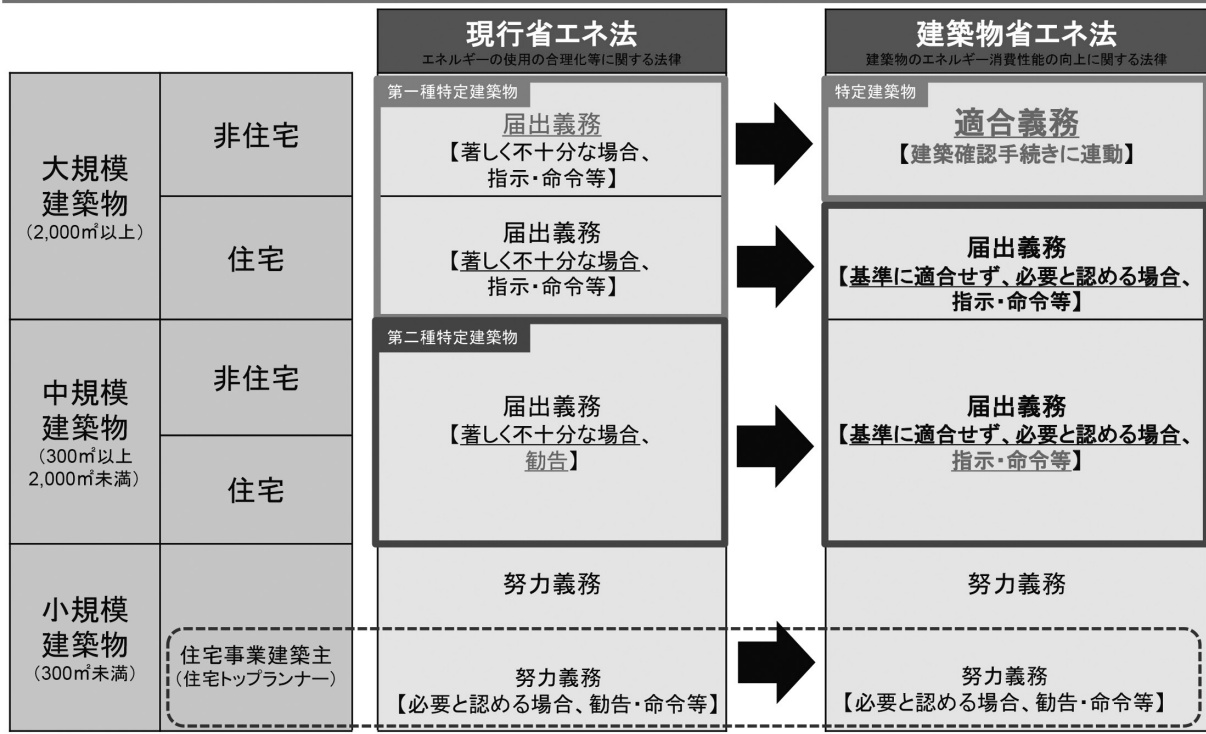 現行省エネ法
エネルギーの使用の合理化等に関する法律
建築物省エネ法
建築物のエネルギー消費性能の向上に関する法律
大規模
建築物
(2,000㎡以上)
非住宅
第一種特定建築物
届出義務
【著しく不十分な場合、
指示・命令等】
特定建築物
適合義務
【建築確認手続きに連動】
住宅
届出義務
【著しく不十分な場合、
指示・命令等】
届出義務
【基準に適合せず、必要と認める場合、
指示・命令等】
中規模
建築物
(300㎡以上
2,000㎡未満)
非住宅
住宅
第二種特定建築物
届出義務
【著しく不十分な場合、
勧告】
届出義務
【基準に適合せず、必要と認める場合、
指示・命令等】
小規模
建築物
(300㎡未満)
努力義務
努力義務
住宅事業建築主
(住宅トップランナー)
努力義務
【必要と認める場合、勧告・命令等】
努力義務
【必要と認める場合、勧告・命令等】